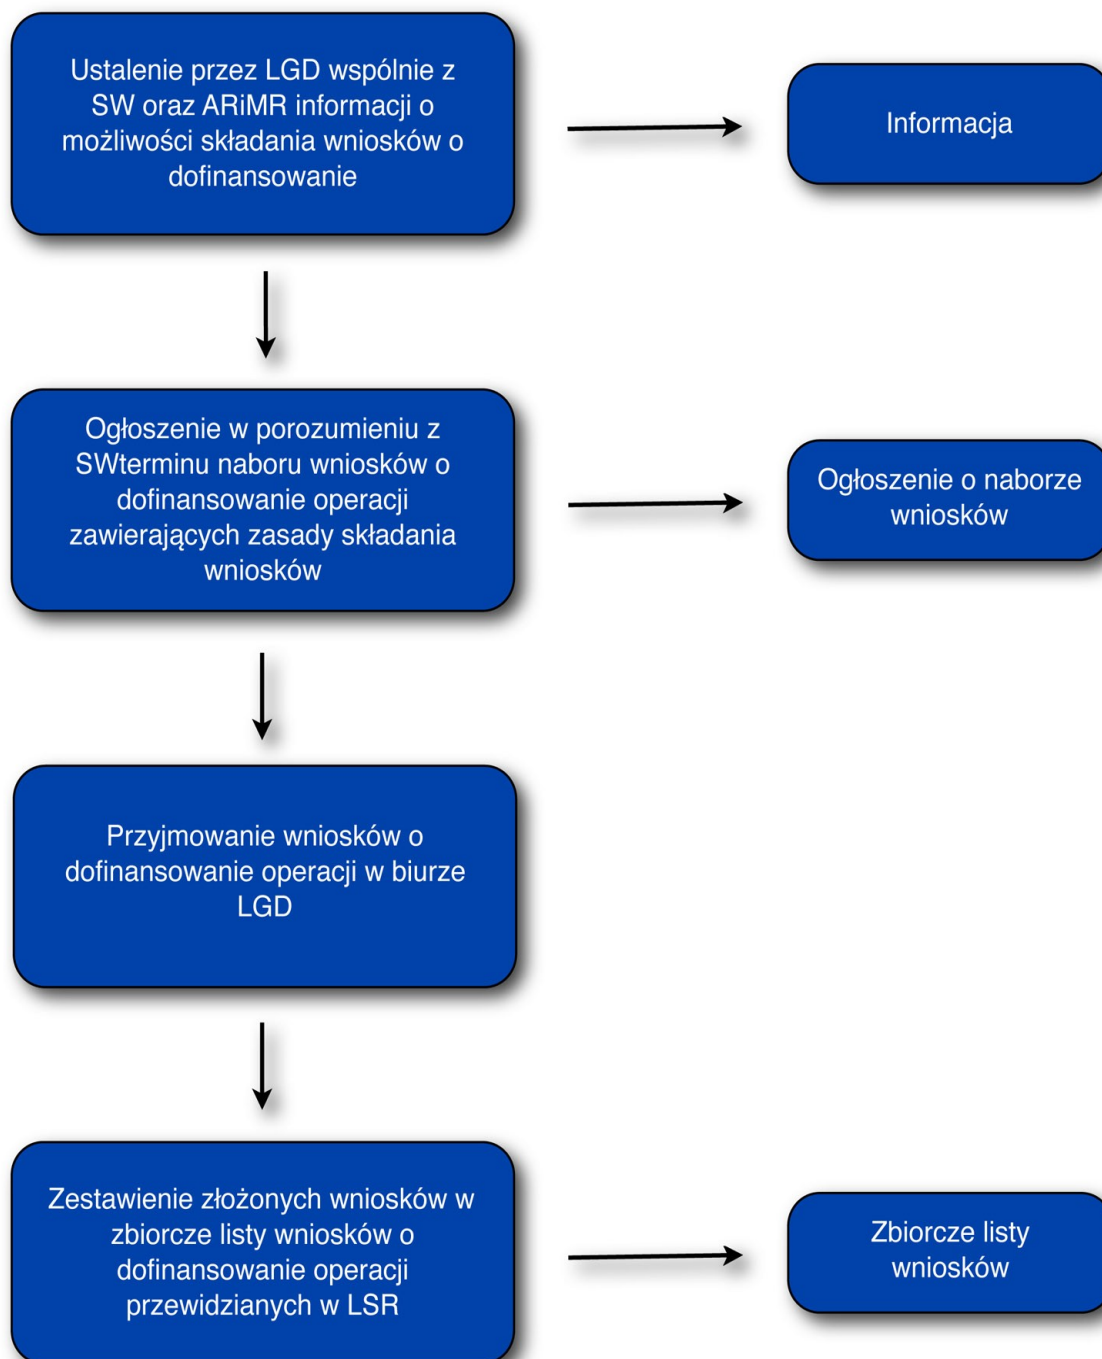 Ustalenie przez LGD wspólnie z
SW oraz ARiMR informacji o
możliwości składania wniosków o
dofinansowanie
Informacja
Ogłoszenie w porozumieniu z
SWterminu naboru wniosków o
dofinansowanie operacji
zawierających zasady składania
wniosków
Ogłoszenie o naborze
wniosków
Przyjmowanie wniosków o
dofinansowanie operacji w biurze
LGD
Zestawienie złożonych wniosków w
zbiorcze listy wniosków o
dofinansowanie operacji
przewidzianych w LSR
Zbiorcze listy
wniosków